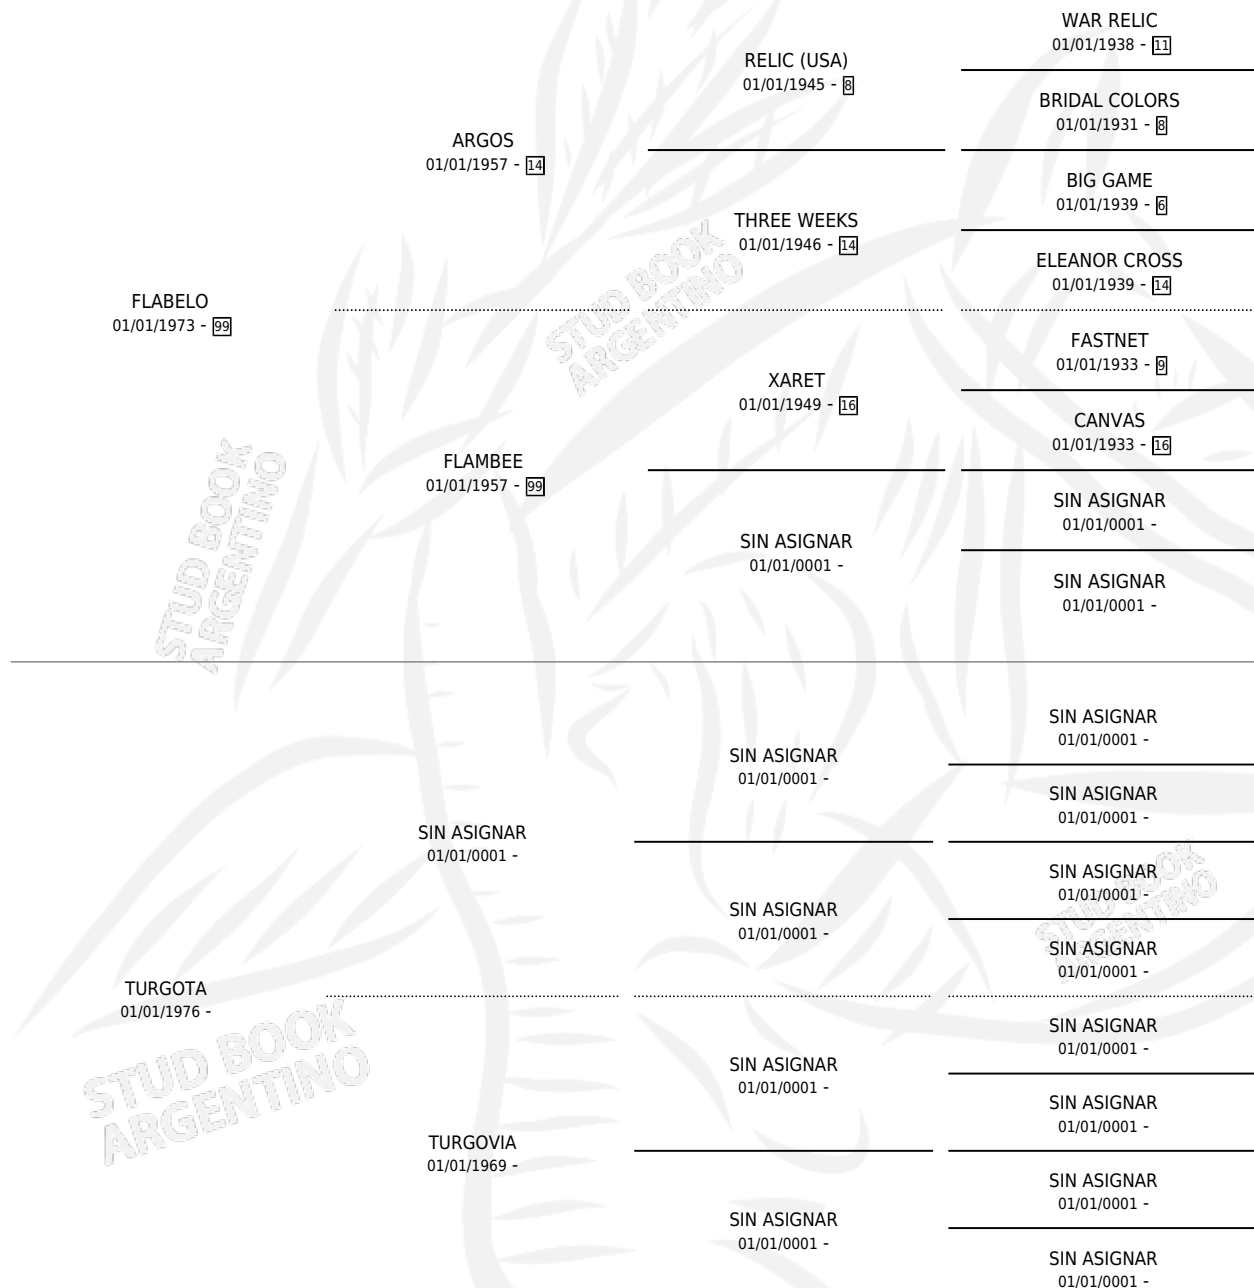 WAR RELIC
01/01/1938 - 11
RELIC (USA)
01/01/1945 - 8
BRIDAL COLORS
01/01/1931 - 8
ARGOS
01/01/1957 - 14
BIG GAME
01/01/1939 - 6
THREE WEEKS
01/01/1946 - 14
ELEANOR CROSS
01/01/1939 - 14
FLABELO
01/01/1973 - 99
FASTNET
01/01/1933 - 9
XARET
01/01/1949 - 16
CANVAS
01/01/1933 - 16
FLAMBEE
01/01/1957 - 99
SIN ASIGNAR
01/01/0001 -
SIN ASIGNAR
01/01/0001 -
SIN ASIGNAR
01/01/0001 -
STUD BOOK
ARGENTINO
STUD BOOK
ARGENTINO
SIN ASIGNAR
01/01/0001 -
SIN ASIGNAR
01/01/0001 -
SIN ASIGNAR
01/01/0001 -
SIN ASIGNAR
01/01/0001 -
SIN ASIGNAR
01/01/0001 -
SIN ASIGNAR
01/01/0001 -
SIN ASIGNAR
01/01/0001 -
STUD BOOK
ARGENTINO
TURGOTA
01/01/1976 -
SIN ASIGNAR
01/01/0001 -
SIN ASIGNAR
01/01/0001 -
SIN ASIGNAR
01/01/0001 -
TURGOVIA
01/01/1969 -
SIN ASIGNAR
01/01/0001 -
SIN ASIGNAR
01/01/0001 -
SIN ASIGNAR
01/01/0001 -
STUD BOOK
ARGENTINO